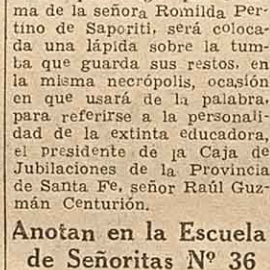 ma de la señora Romilda Per-
tino de Saporiti, será coloca-
da una lápida sobre la tum-
ba que guarda sus restos, en
la misma necrópolis, ocasión
en que usará de la palabra,
para referirse a la personali-
dad de la extinta educadora,
el presidente de la Caja de
Jubilaciones de la Provincia
de Santa Fe, señor Raúl Guz-
mán Centurión.
Anotan en la Escuela
de Señoritas Nº 36